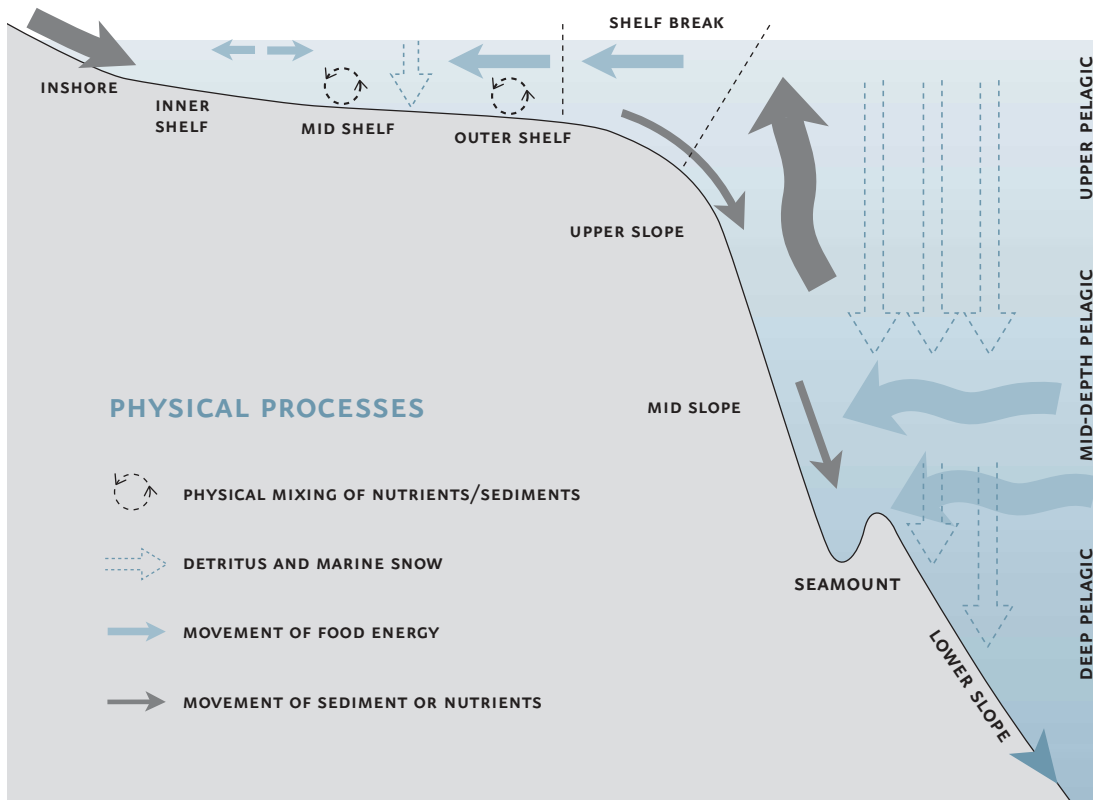 SHELF BREAK
INSHORE
INNER
SHELF
MID SHELF
OUTER SHELF
UPPER PELAGIC
UPPER SLOPE
MID-DEPTH PELAGIC
MID SLOPE
PHYSICAL PROCESSES
PHYSICAL MIXING OF NUTRIENTS/SEDIMENTS
DETRITUS AND MARINE SNOW
SEAMOUNT
DEEP PELAGIC
MOVEMENT OF FOOD ENERGY
LOWER SLOPE
MOVEMENT OF SEDIMENT OR NUTRIENTS